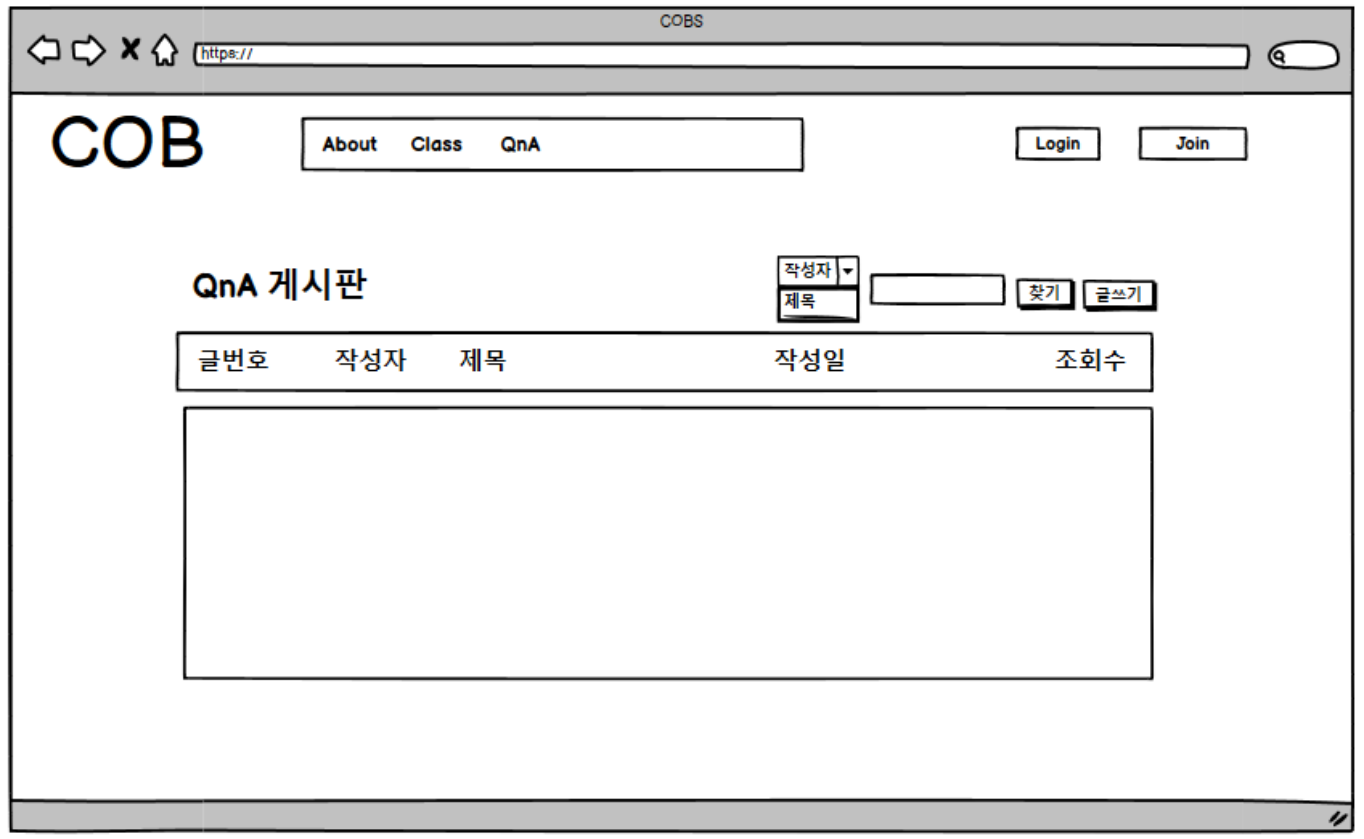 COBS
https://
COB
About Class QnA
Login Join
QnA 게시판
작성자
제목
찾기 글쓰기
글번호 작성자 제목 작성일 조회수